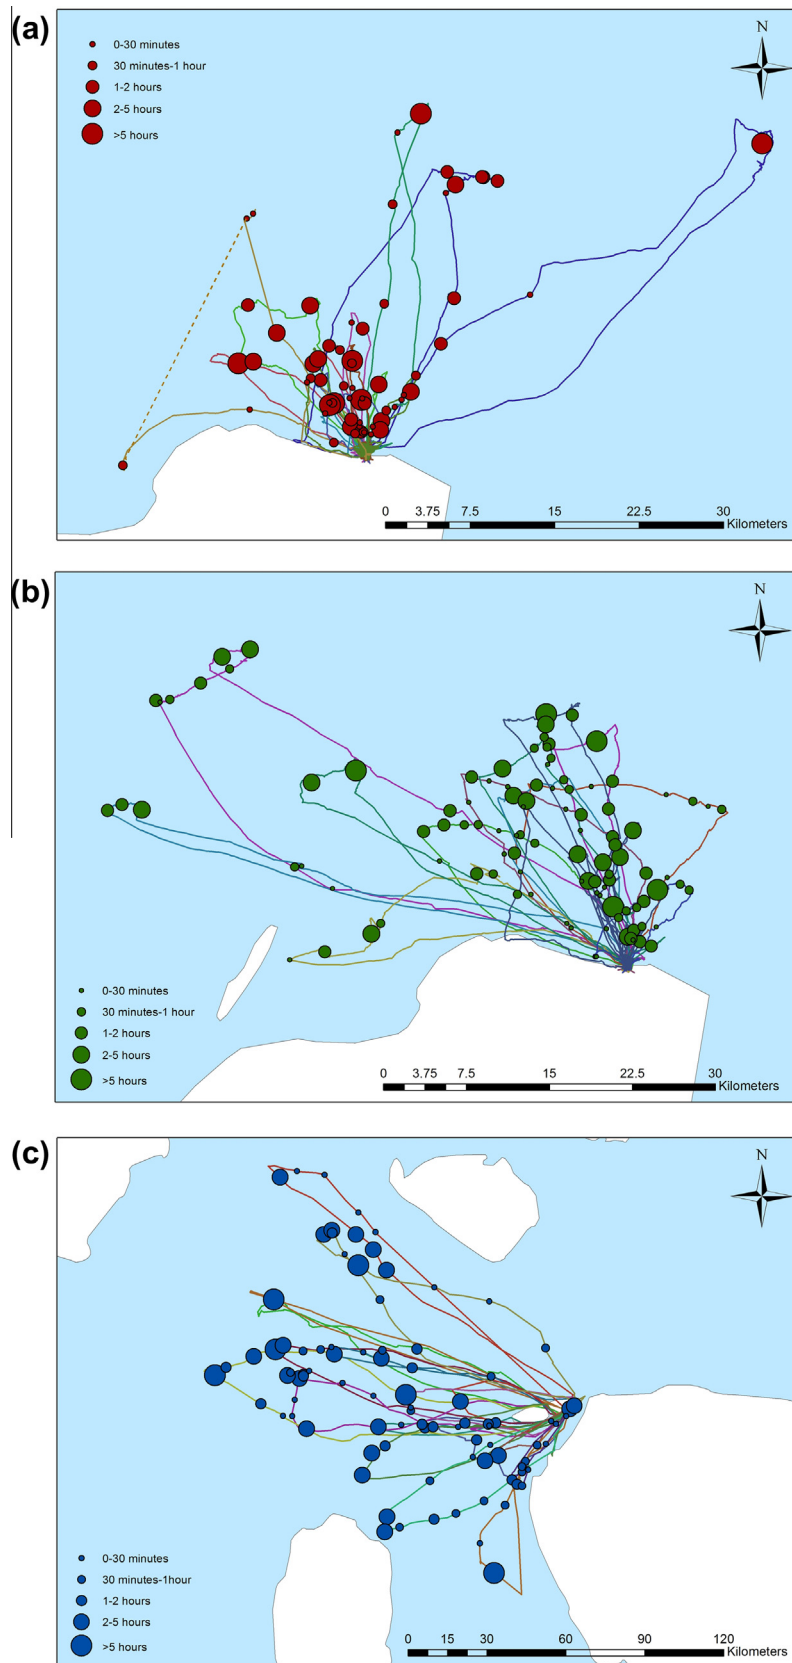 (a)
N
0-30 minutes
30 minutes-1 hour
1-2 hours
2-5 hours
>5 hours
0 3.75 7.5 15 22.5 30
Kilometers
(b)
N
0-30 minutes
30 minutes-1 hour
1-2 hours
2-5 hours
>5 hours
0 3.75 7.5 15 22.5 30
Kilometers
(c)
N
0-30 minutes
30 minutes-1hour
1-2 hours
2-5 hours
>5 hours
0 15 30 60 90 120
Kilometers